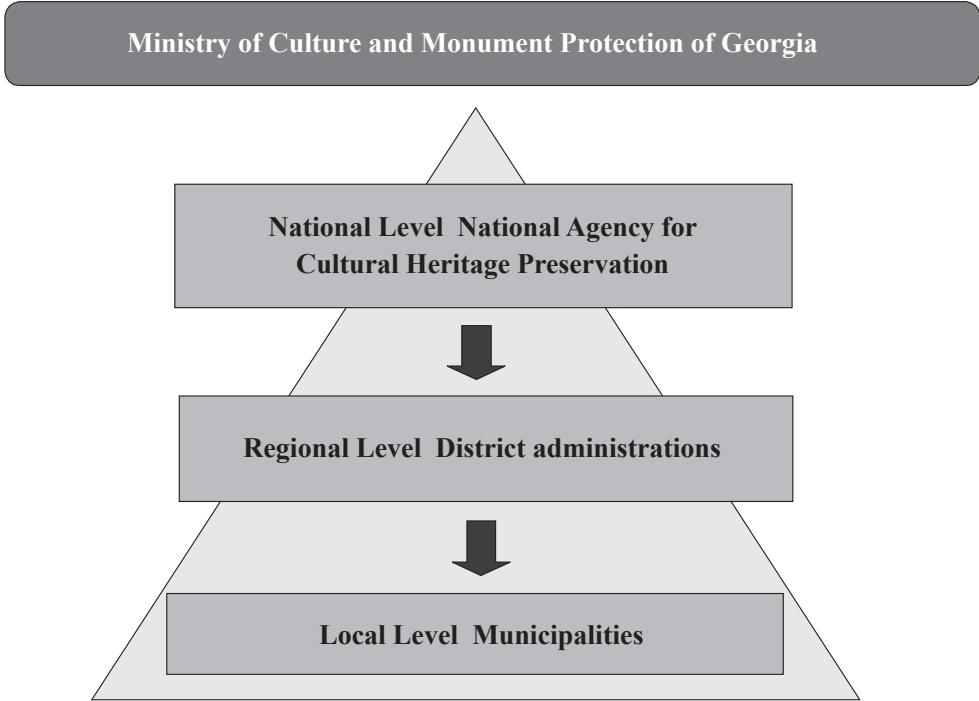 Ministry of Culture and Monument Protection of Georgia
National Level  National Agency for
Cultural Heritage Preservation
Regional Level  District administrations
Local Level  Municipalities